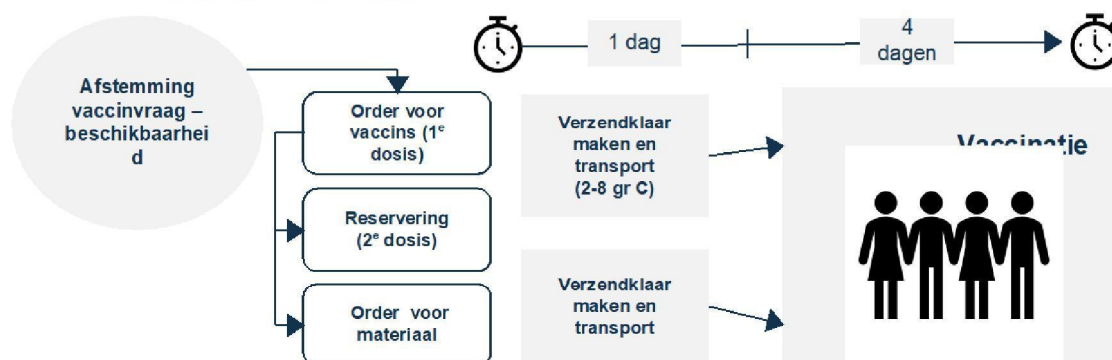 1 dag
4
dagen
Afstemming
vaccinvraag –
beschikbaarhei
d
Order voor
vaccins (1e
dosis)
Reservering
(2e dosis)
Order voor
materiaal
Verzendklaar
maken en
transport
(2-8 gr C)
Verzendklaar
maken en
transport
Vaccinatie